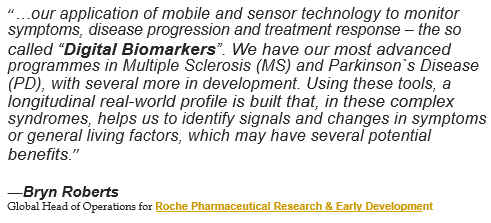 “…our application of mobile and sensor technology to monitor
symptoms, disease progression and treatment response – the so
called “Digital Biomarkers”. We have our most advanced
programmes in Multiple Sclerosis (MS) and Parkinson`s Disease
(PD), with several more in development. Using these tools, a
longitudinal real-world profile is built that, in these complex
syndromes, helps us to identify signals and changes in symptoms
or general living factors, which may have several potential
benefits.”
—Bryn Roberts
Global Head of Operations for Roche Pharmaceutical Research & Early Development